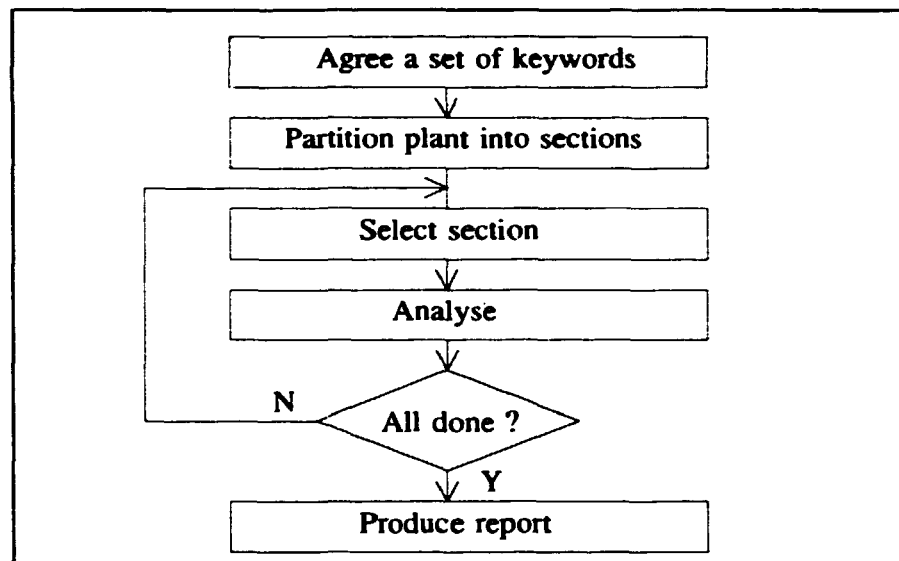 Agree a set of keywords
Partition plant into sections
Select section
Analyse
All done ?
N
Y
Produce report